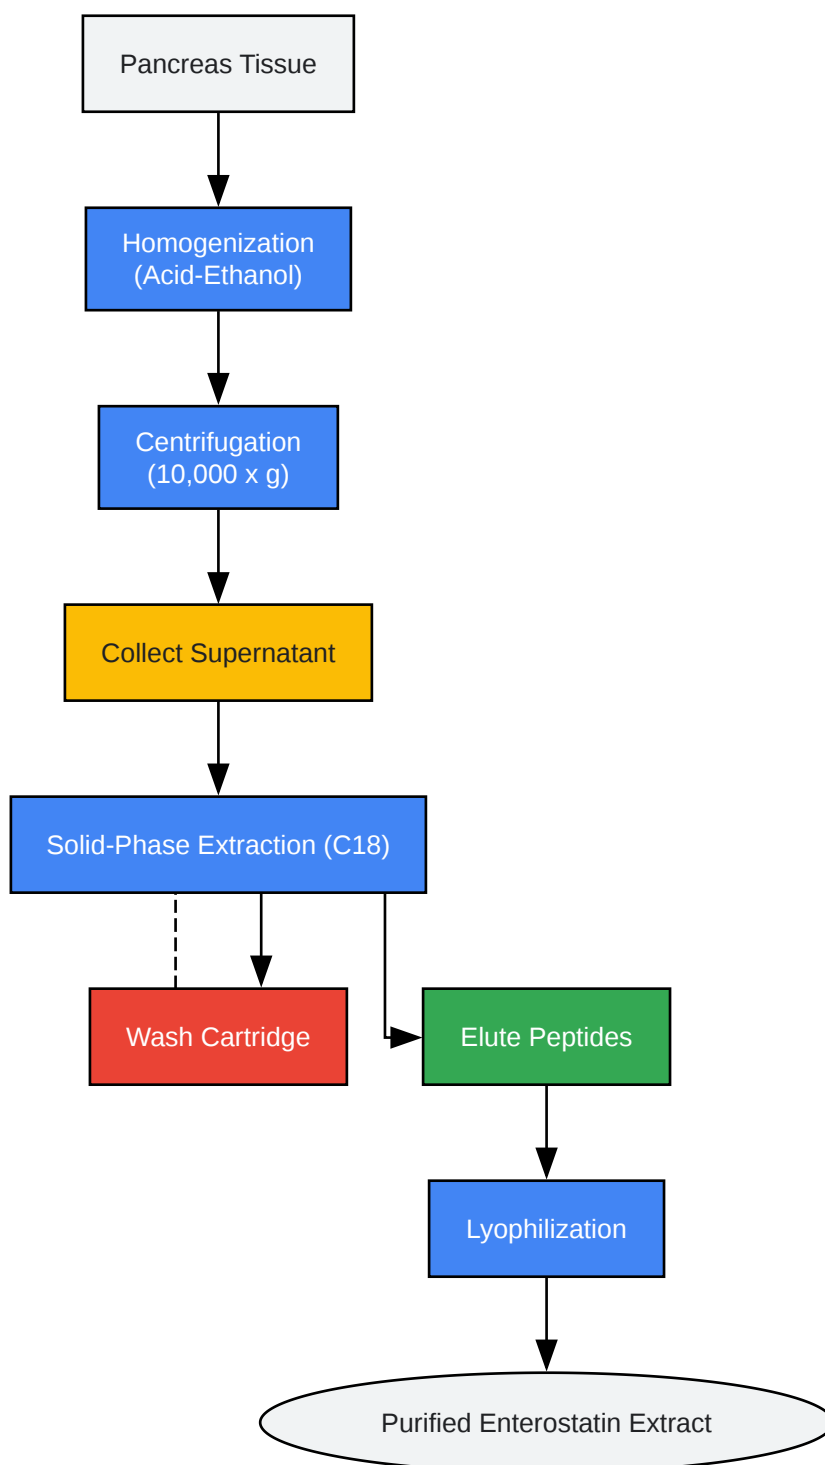 Pancreas Tissue
Homogenization
(Acid-Ethanol)
Centrifugation
(10,000 x g)
Collect Supernatant
Solid-Phase Extraction (C18)
Wash Cartridge
Elute Peptides
Lyophilization
Purified Enterostatin Extract